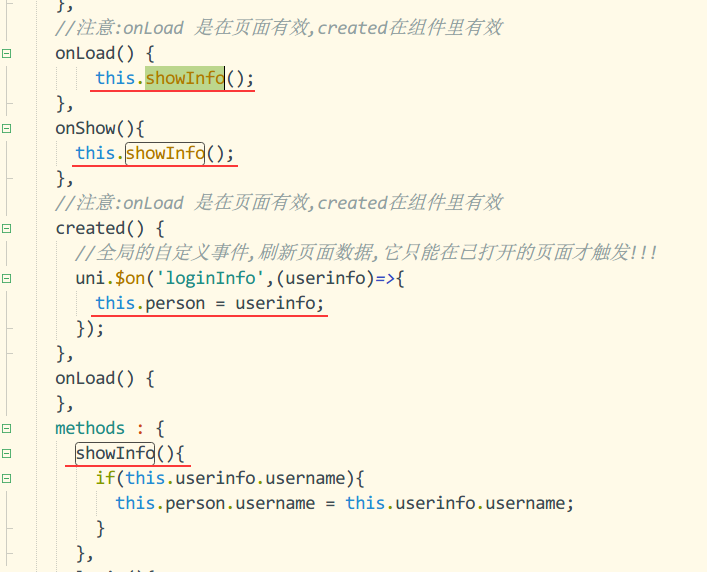 },
//注意:onLoad 是在页面有效,created在组件里有效
onLoad() {
this.showInfo();
},
onShow(){
this.showInfo();
},
//注意:onLoad 是在页面有效,created在组件里有效
created() {
//全局的自定义事件,刷新页面数据,它只能在已打开的页面才触发!!!
uni.$on('loginInfo',(userinfo)=>{
this.person = userinfo;
});
},
onLoad() {
},
methods : {
showInfo(){
if(this.userinfo.username){
this.person.username = this.userinfo.username;
}
},